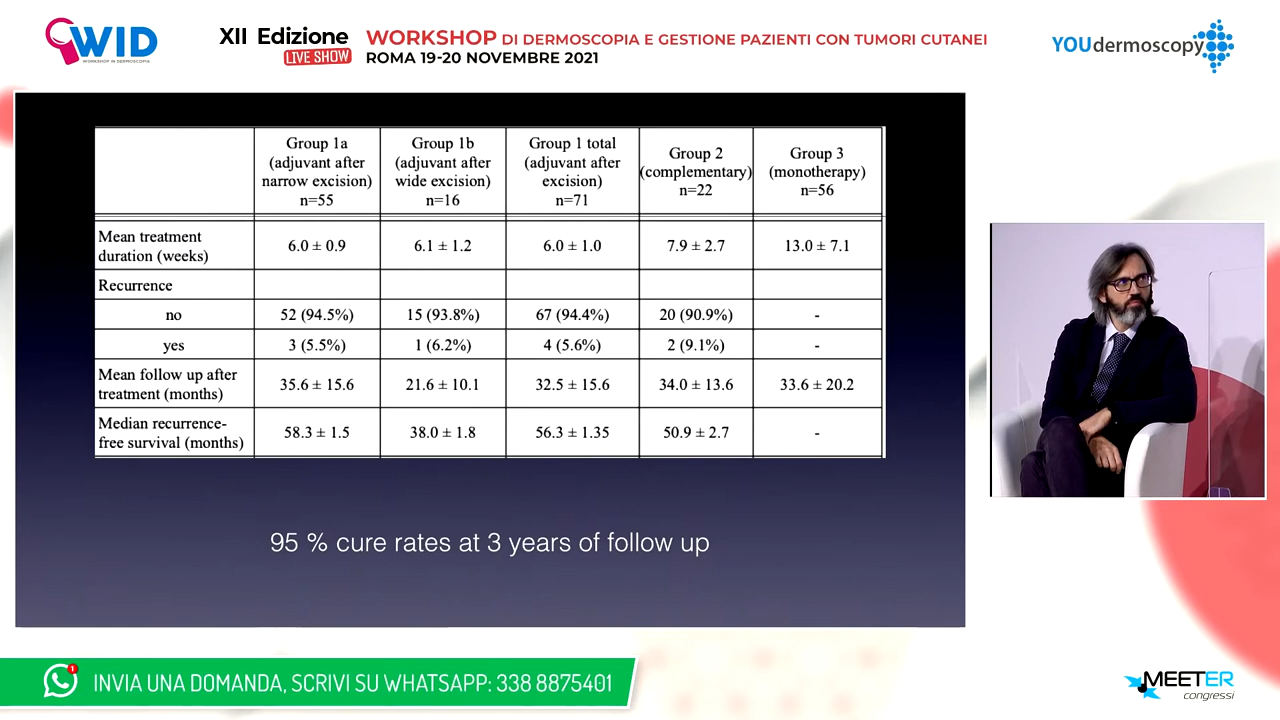 WID
WORKSHOP IN DERMOSCOPIA
XII Edizione
LIVE SHOW
WORKSHOP DI DERMOSCOPIA E GESTIONE PAZIENTI CON TUMORI CUTANEI
ROMA 19-20 NOVEMBRE 2021
YOUdermoscopy
Group 1a (adjuvant after narrow excision) n=55
Group 1b (adjuvant after wide excision) n=16
Group 1 total (adjuvant after excision) n=71
Group 2 (complementary) n=22
Group 3 (monotherapy) n=56
Mean treatment duration (weeks) 6.0 ± 0.9 6.1 ± 1.2 6.0 ± 1.0 7.9 ± 2.7 13.0 ± 7.1
Recurrence
no 52 (94.5%) 15 (93.8%) 67 (94.4%) 20 (90.9%) -
yes 3 (5.5%) 1 (6.2%) 4 (5.6%) 2 (9.1%) -
Mean follow up after treatment (months) 35.6 ± 15.6 21.6 ± 10.1 32.5 ± 15.6 34.0 ± 13.6 33.6 ± 20.2
Median recurrence-free survival (months) 58.3 ± 1.5 38.0 ± 1.8 56.3 ± 1.35 50.9 ± 2.7 -
95 % cure rates at 3 years of follow up
1
INVIA UNA DOMANDA, SCRIVI SU WHATSAPP: 338 8875401
MEETER
congressi